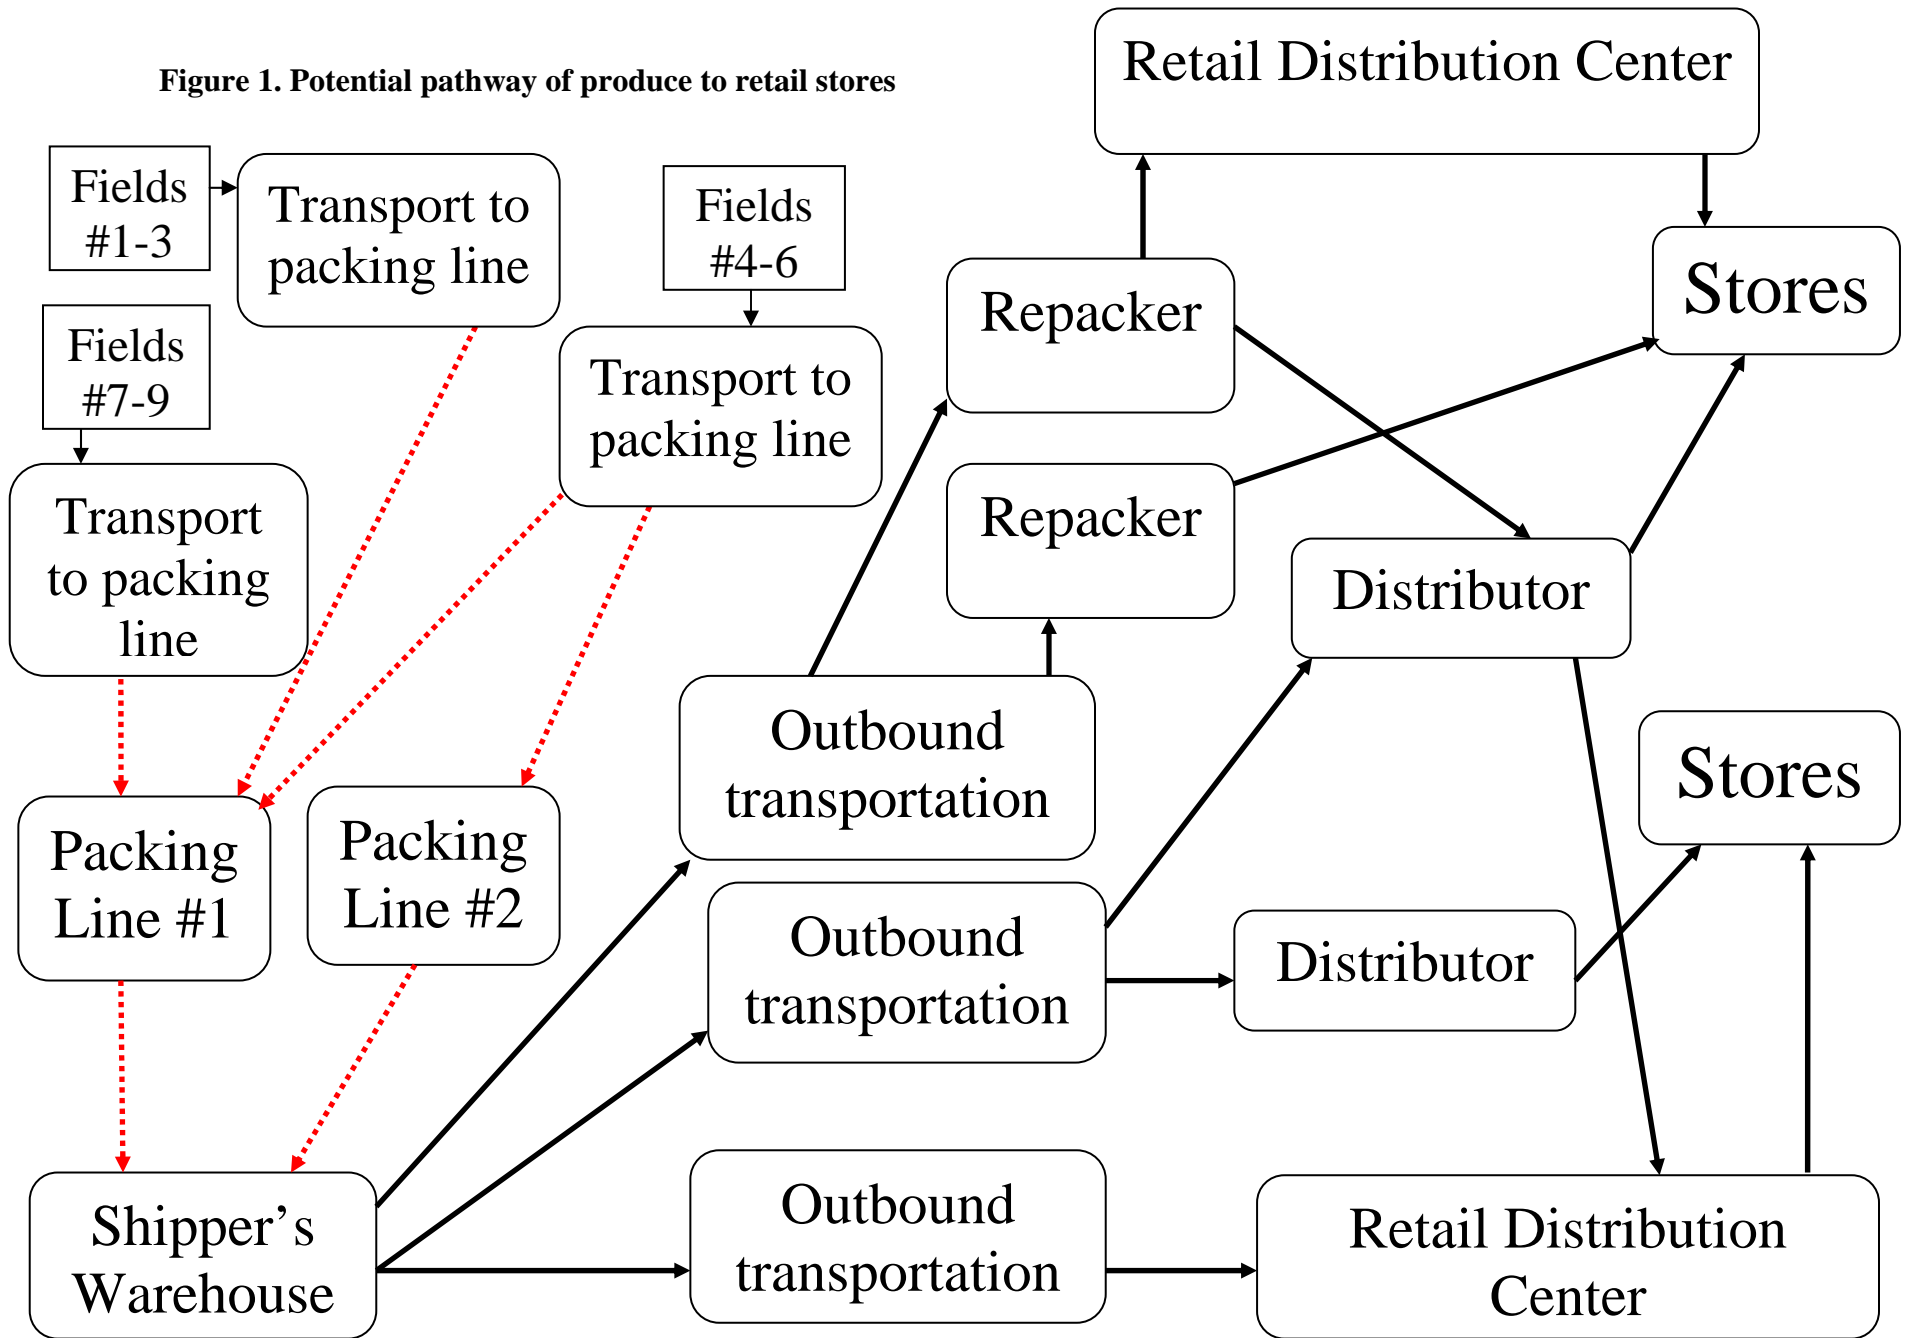 Retail Distribution Center
Figure 1. Potential pathway of produce to retail stores
Fields
#1-3
Transport to
packing line
Fields
#4-6
Stores
Repacker
Fields
#7-9
Transport to
packing line
Transport
to packing
line
Repacker
Distributor
Outbound
transportation
Stores
Packing
Line #1
Packing
Line #2
Outbound
transportation
Distributor
Shipper’s
Warehouse
Outbound
transportation
Retail Distribution
Center